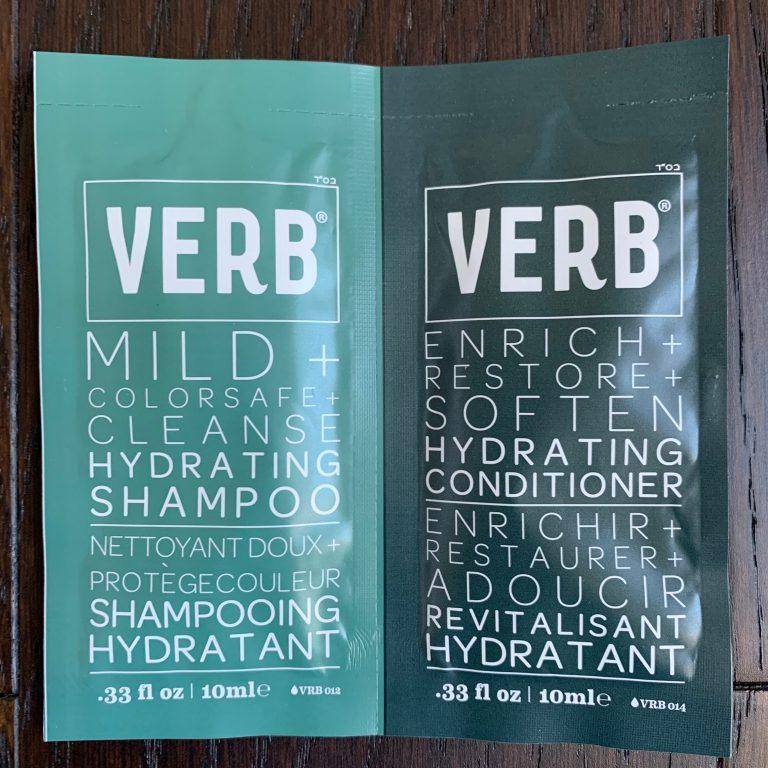 VERB®
MILD +
COLORSAFE +
CLEANSE
HYDRATING
SHAMPOO
NETTOYANT DOUX +
PROTÈGECOULEUR
SHAMPOOING
HYDRATANT
.33 fl oz | 10ml℮
VRB 012
VERB®
ENRICH +
RESTORE +
SOFTEN
HYDRATING
CONDITIONER
ENRICHIR +
RESTAURER +
ADOUCIR
REVITALISANT
HYDRATANT
.33 fl oz | 10ml℮
VRB 014